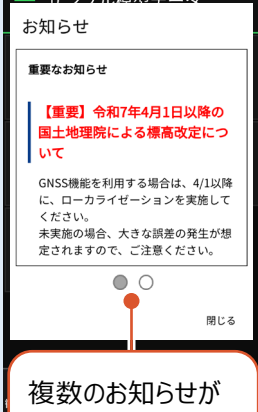 お知らせ
重要なお知らせ
【重要】令和7年4月1日以降の
国土地理院による標高改定につ
いて
GNSS機能を利用する場合は、4/1以降
に、ローカライゼーションを実施して
ください。
未実施の場合、大きな誤差の発生が想
定されますので、ご注意ください。
閉じる
複数のお知らせが